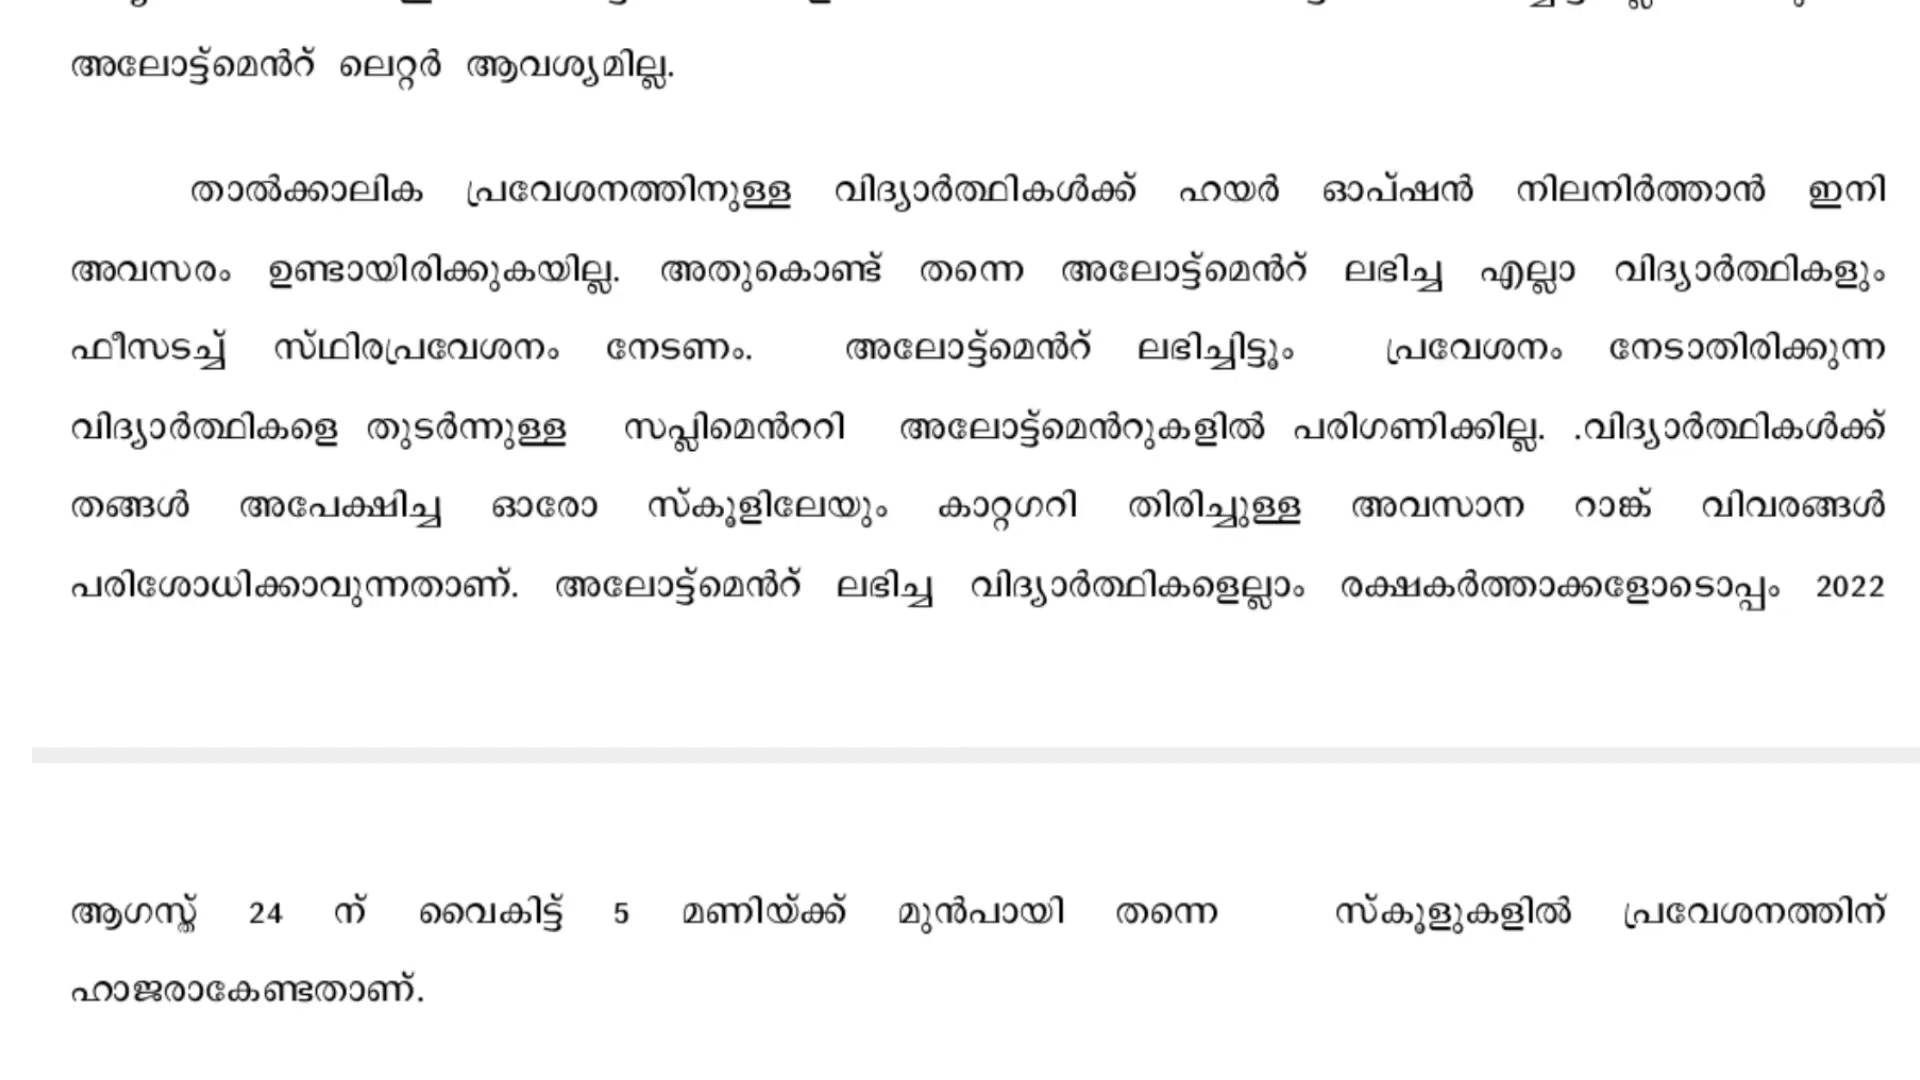 അലോട്ട്മെൻറ് ലെറ്റർ ആവശ്യമില്ല.
താൽക്കാലിക പ്രവേശനത്തിനുള്ള വിദ്യാർത്ഥികൾക്ക് ഹയർ ഓപ്ഷൻ നിലനിർത്താൻ ഇനി
അവസരം ഉണ്ടായിരിക്കുകയില്ല. അതുകൊണ്ട് തന്നെ അലോട്ട്മെൻറ് ലഭിച്ച എല്ലാ വിദ്യാർത്ഥികളും
ഫീസടച്ച് സ്ഥിരപ്രവേശനം നേടണം. അലോട്ട്മെൻറ് ലഭിച്ചിട്ടും പ്രവേശനം നേടാതിരിക്കുന്ന
വിദ്യാർത്ഥികളെ തുടർന്നുള്ള സപ്ലിമെൻററി അലോട്ട്മെൻറുകളിൽ പരിഗണിക്കില്ല. .വിദ്യാർത്ഥികൾക്ക്
തങ്ങൾ അപേക്ഷിച്ച ഓരോ സ്കൂളിലേയും കാറ്റഗറി തിരിച്ചുള്ള അവസാന റാങ്ക് വിവരങ്ങൾ
പരിശോധിക്കാവുന്നതാണ്. അലോട്ട്മെൻറ് ലഭിച്ച വിദ്യാർത്ഥികളെല്ലാം രക്ഷകർത്താക്കളോടൊപ്പം 2022
ആഗസ്റ്റ് 24 ന് വൈകിട്ട് 5 മണിയ്ക്ക് മുൻപായി തന്നെ സ്കൂളുകളിൽ പ്രവേശനത്തിന്
ഹാജരാകേണ്ടതാണ്.